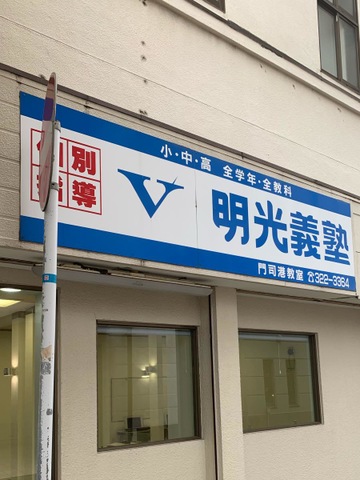 個別
指導
小・中・高 全学年・全教科
V 明光義塾
門司港教室 ☎322-3364